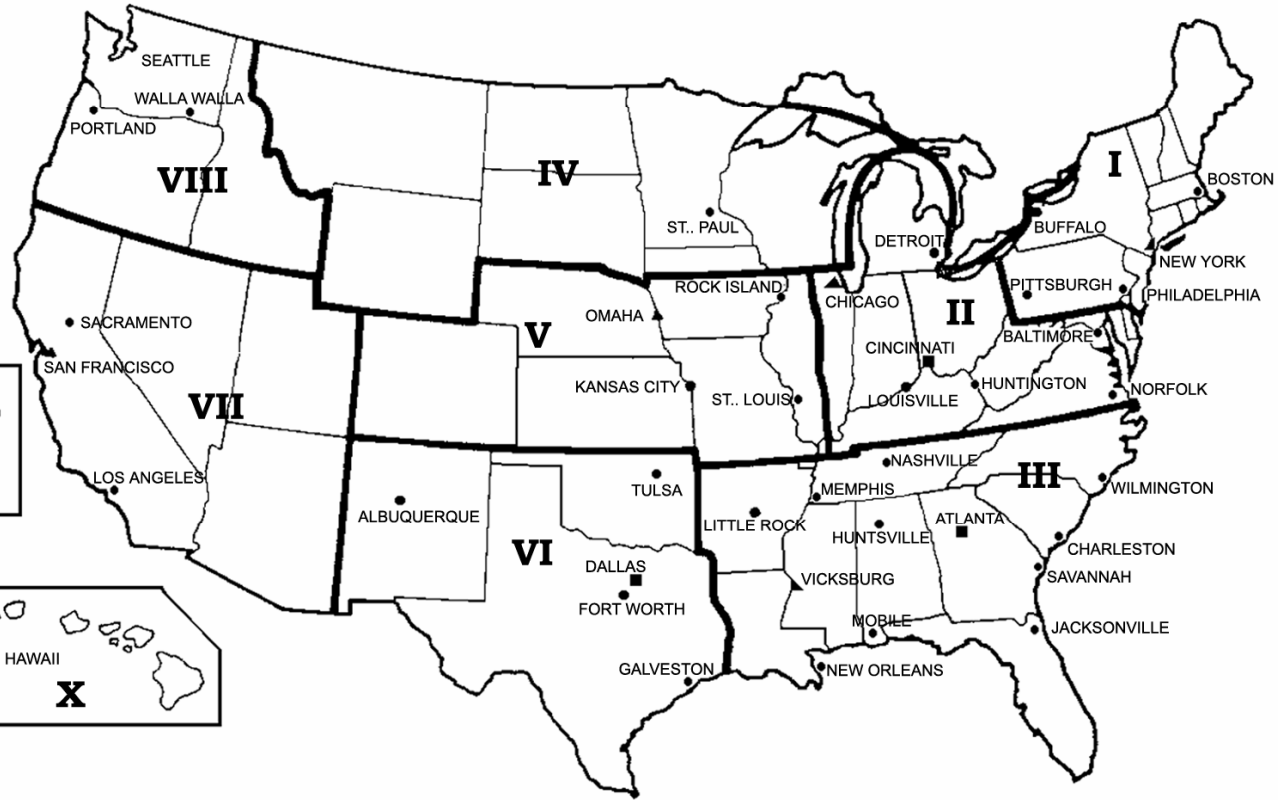 SEATTLE
WALLA WALLA
PORTLAND
VIII
IV
I
BOSTON
ST.. PAUL
BUFFALO
DETROIT
NEW YORK
ROCK ISLAND
PITTSBURGH
PHILADELPHIA
CHICAGO
OMAHA
II
SACRAMENTO
V
BALTIMORE
CINCINNATI
SAN FRANCISCO
KANSAS CITY
HUNTINGTON
NORFOLK
ST.. LOUIS
LOUISVILLE
VII
NASHVILLE
LOS ANGELES
III
TULSA
MEMPHIS
WILMINGTON
ALBUQUERQUE
LITTLE ROCK
ATLANTA
HUNTSVILLE
CHARLESTON
VI
DALLAS
VICKSBURG
SAVANNAH
FORT WORTH
MOBILE
JACKSONVILLE
HAWAII
GALVESTON
NEW ORLEANS
X